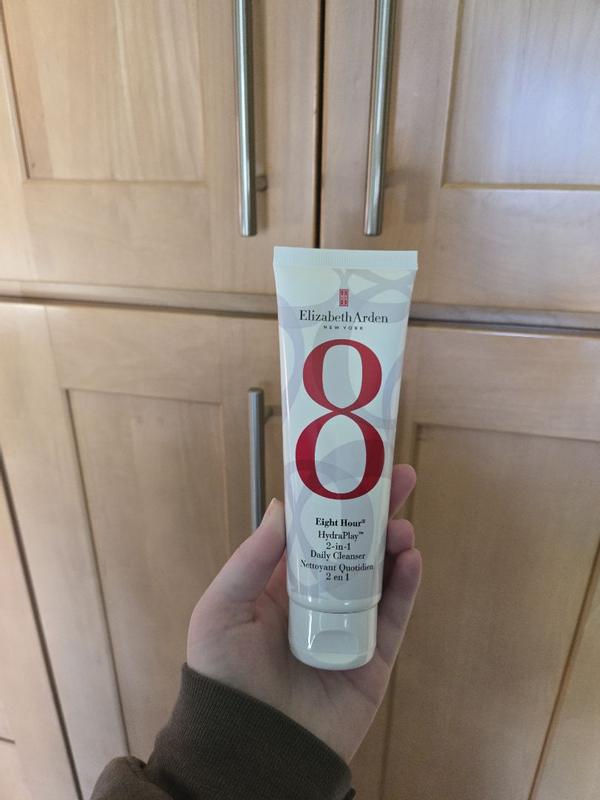 Elizabeth Arden
NEW YORK
8
Eight Hour®
HydraPlay™
2-in-1
Daily Cleanser
Nettoyant Quotidien
2 en 1